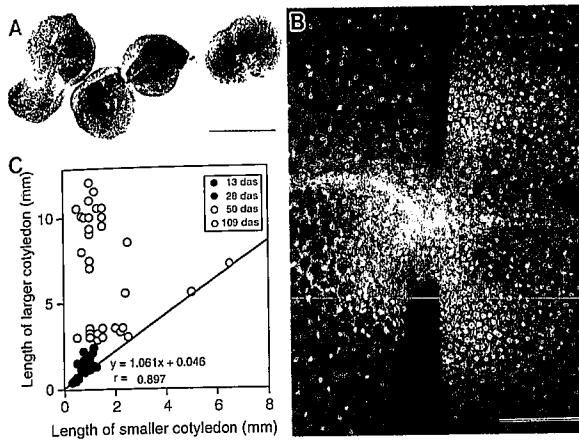 A
B
C
13 das
28 das
50 das
109 das
Length of larger cotyledon (mm)
10
5
0
y = 1.061x + 0.046
r = 0.897
0 2 4 6 8
Length of smaller cotyledon (mm)